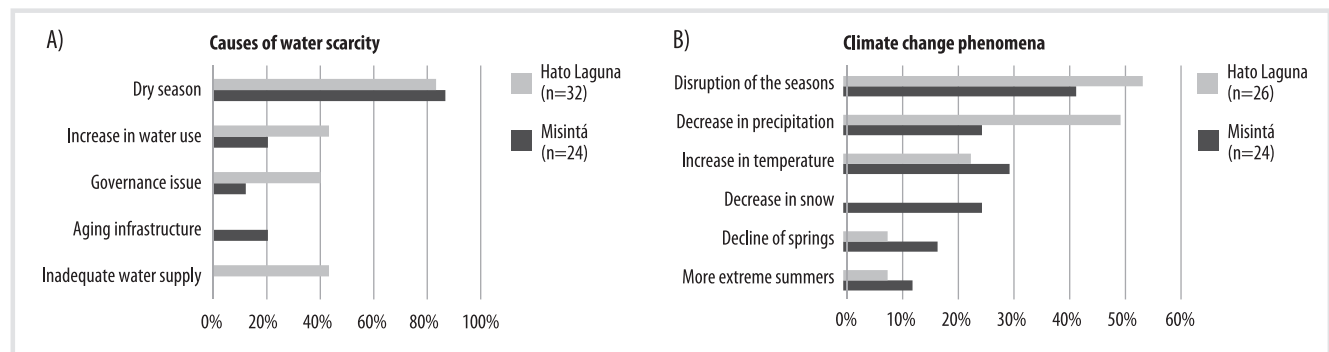 A)
Causes of water scarcity
Dry season
Increase in water use
Governance issue
Aging infrastructure
Inadequate water supply
0% 20% 40% 60% 80% 100%
Hato Laguna
(n=32)
Misintá
(n=24)
B)
Climate change phenomena
Disruption of the seasons
Decrease in precipitation
Increase in temperature
Decrease in snow
Decline of springs
More extreme summers
0% 10% 20% 30% 40% 50% 60%
Hato Laguna
(n=26)
Misintá
(n=24)